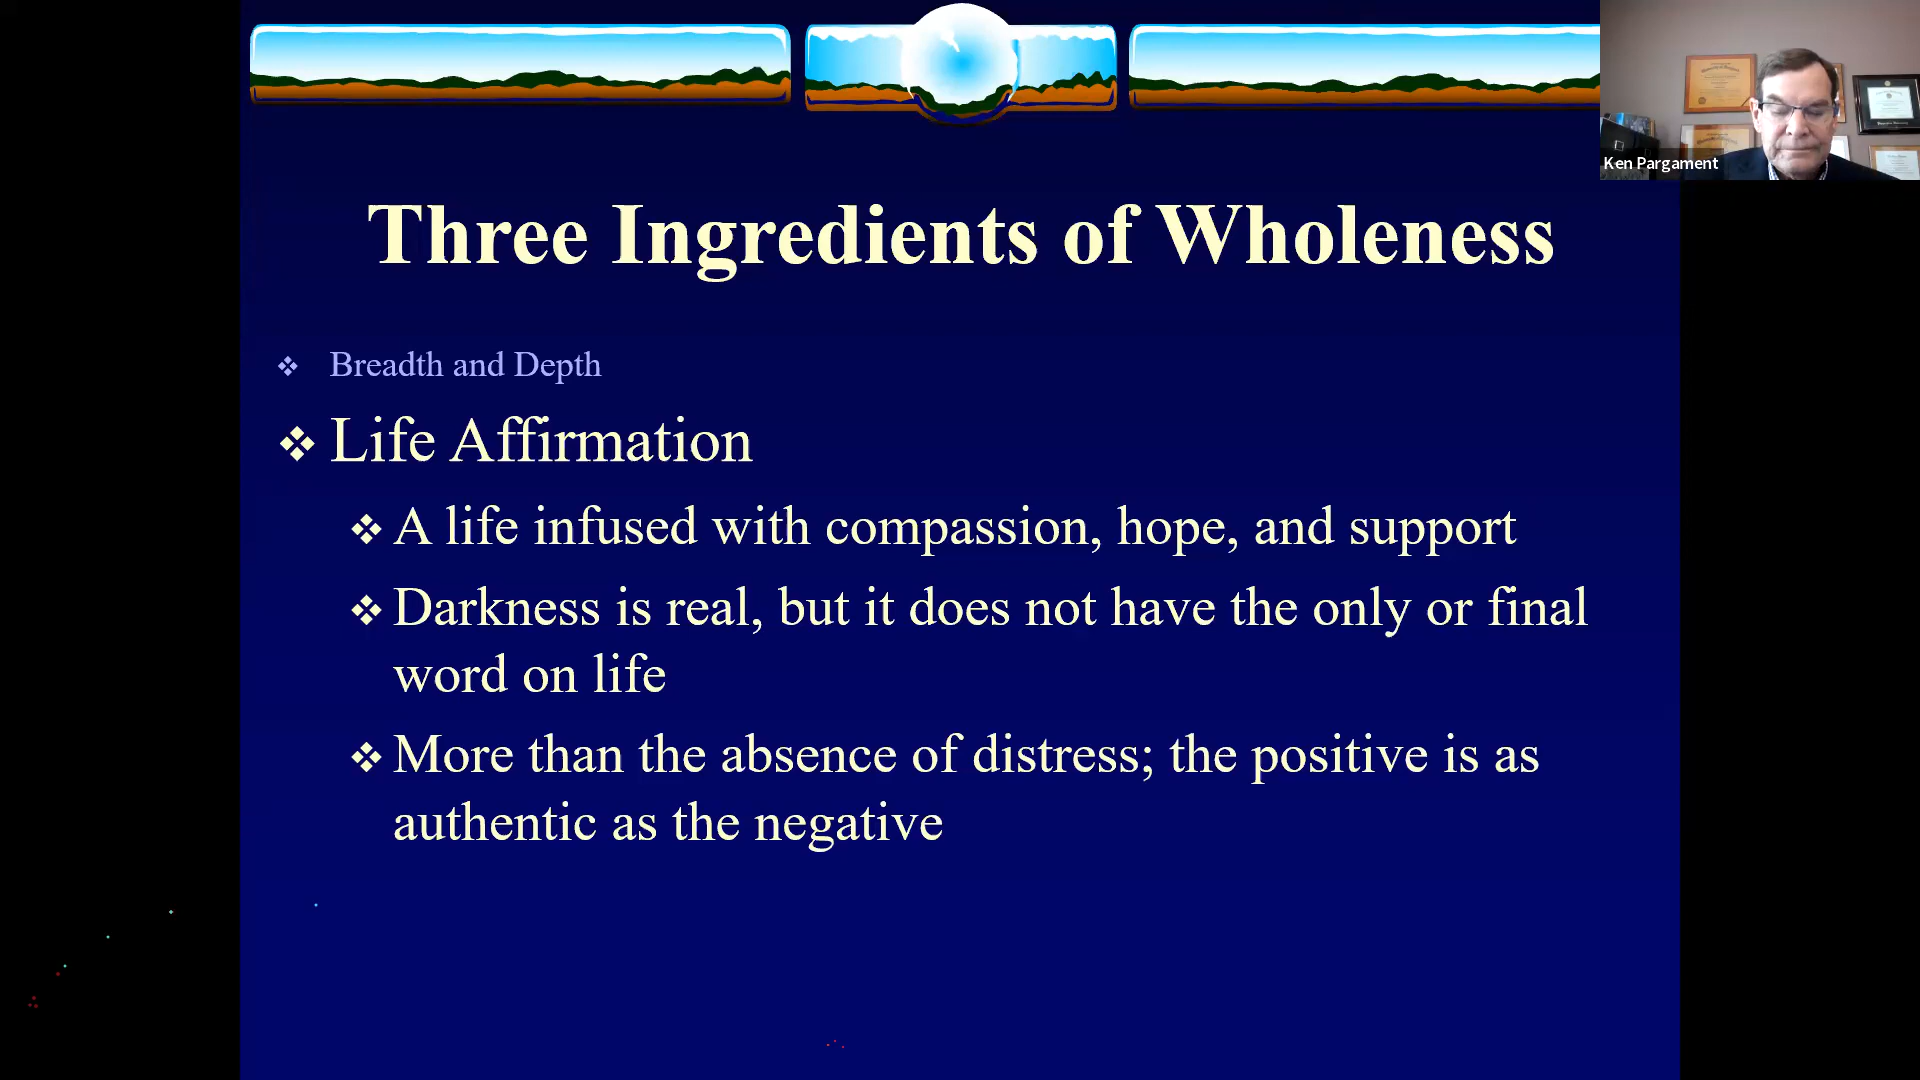 Ken Pargament
Three Ingredients of Wholeness
❖ Breadth and Depth
❖ Life Affirmation
❖ A life infused with compassion, hope, and support
❖ Darkness is real, but it does not have the only or final
word on life
❖ More than the absence of distress; the positive is as
authentic as the negative